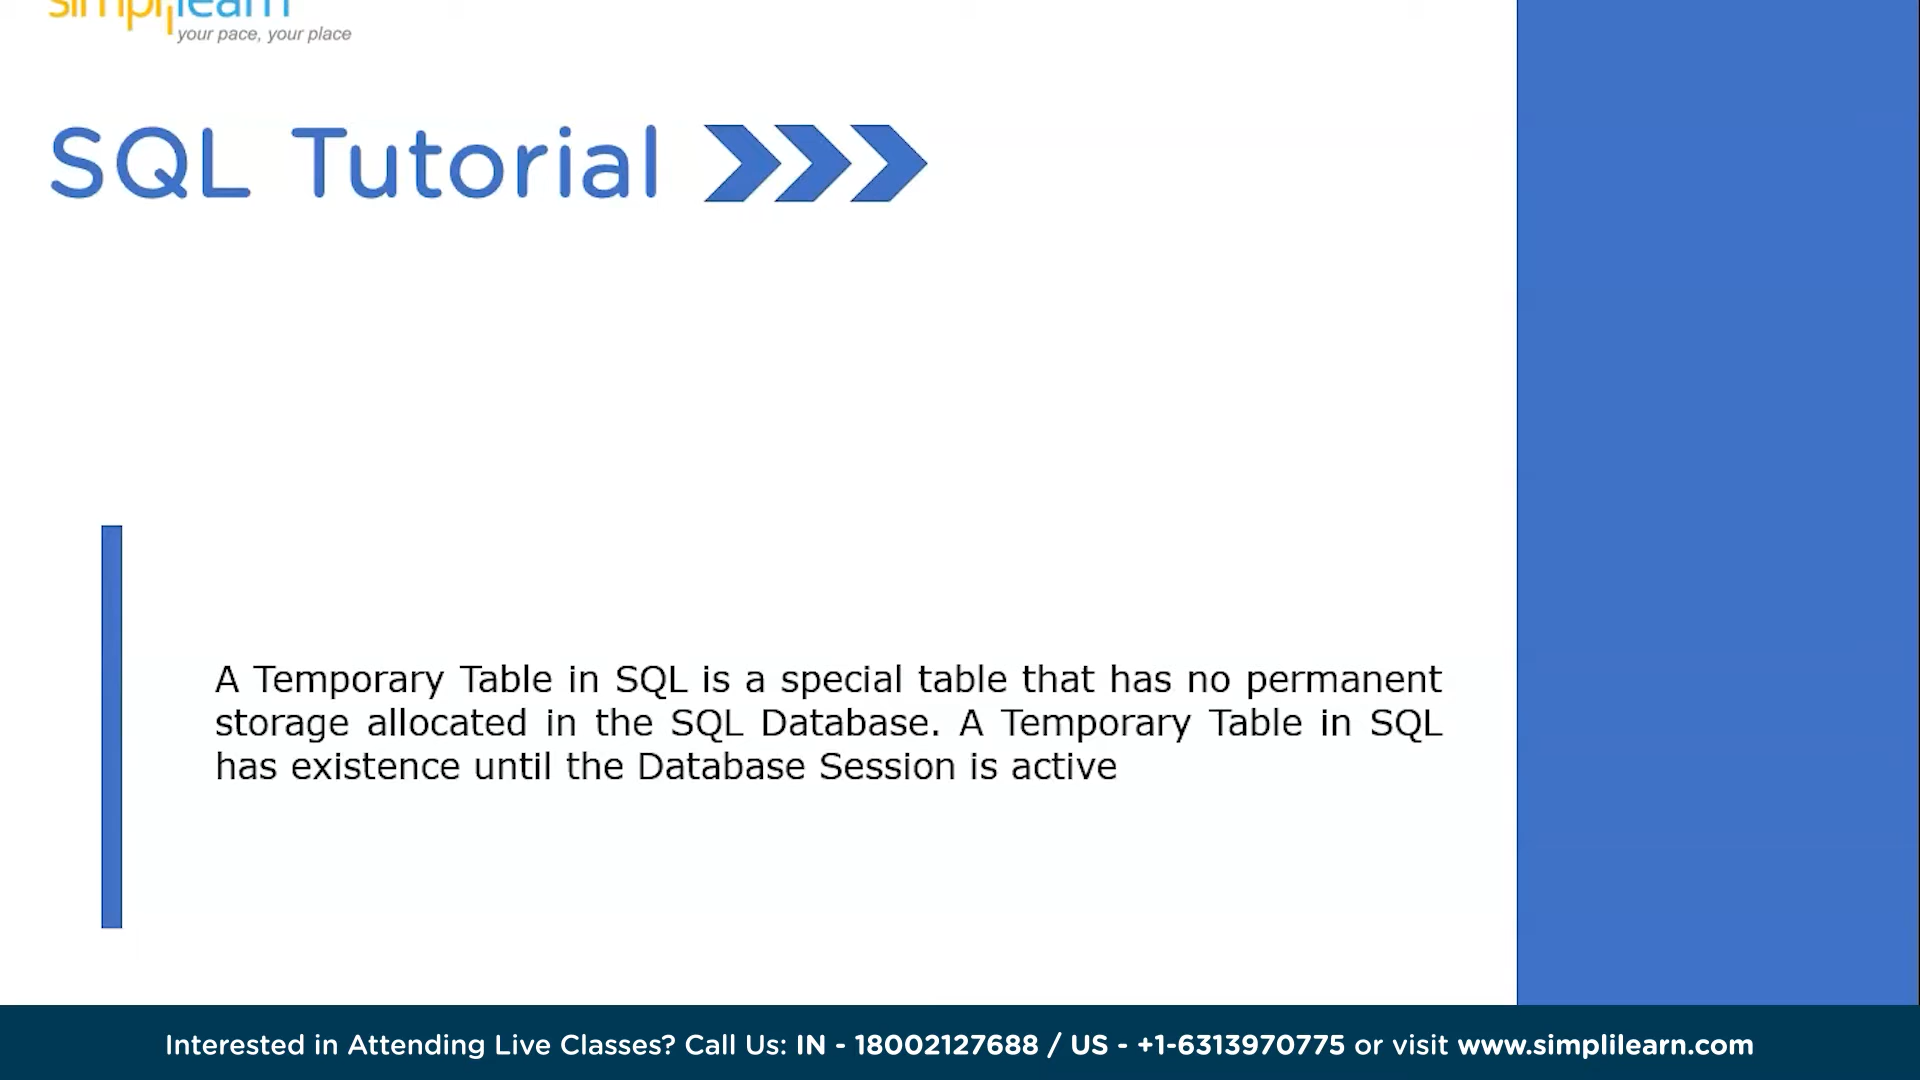 simplilearn
your pace, your place
SQL Tutorial
A Temporary Table in SQL is a special table that has no permanent
storage allocated in the SQL Database. A Temporary Table in SQL
has existence until the Database Session is active
Interested in Attending Live Classes? Call Us: IN - 18002127688 / US - +1-6313970775 or visit www.simplilearn.com